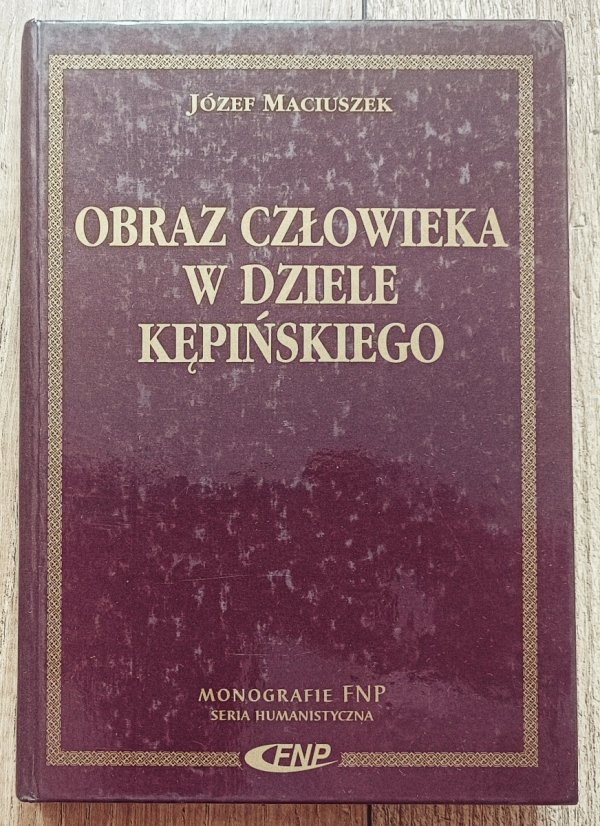 JÓZEF MACIUSZEK
OBRAZ CZŁOWIEKA
W DZIELE
KĘPIŃSKIEGO
MONOGRAFIE FNP
SERIA HUMANISTYCZNA
FNP